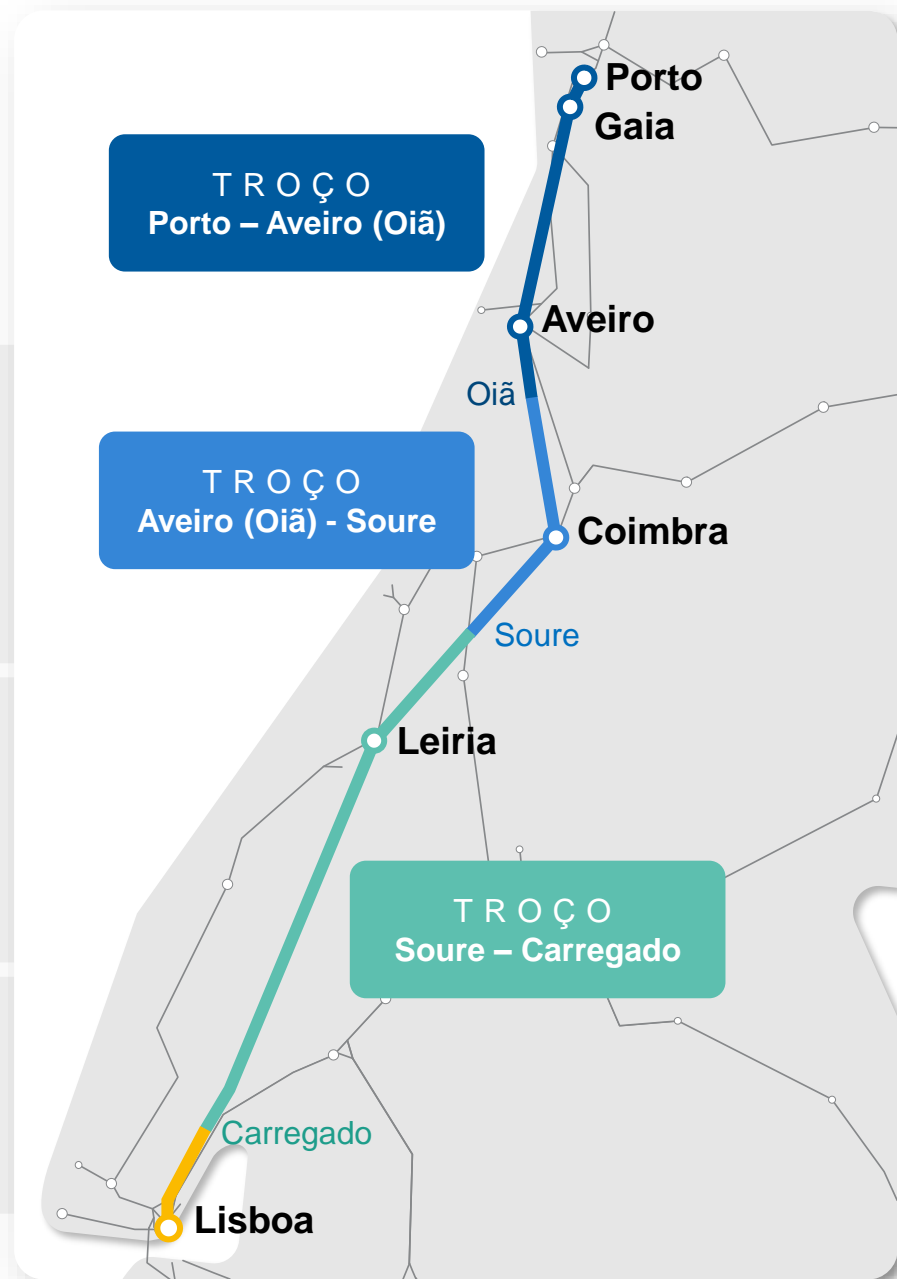 Porto
Gaia
TROÇO
Porto – Aveiro (Oiã)
Aveiro
Oiã
TROÇO
Aveiro (Oiã) - Soure
Coimbra
Soure
Leiria
TROÇO
Soure – Carregado
Carregado
Lisboa